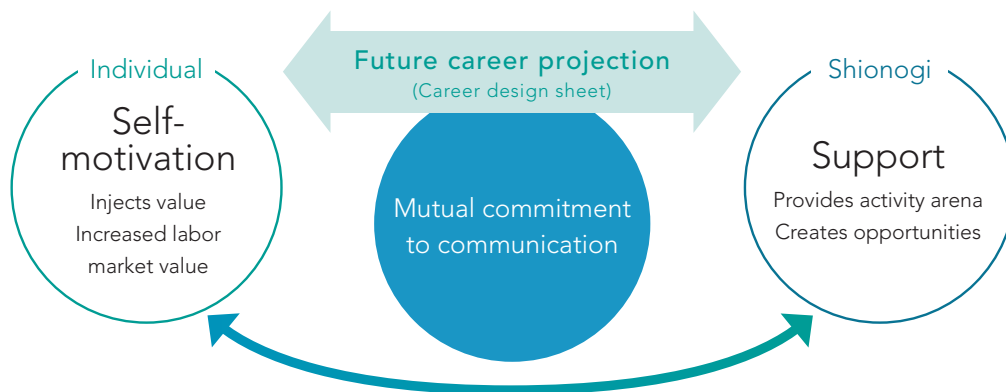 Individual
Self-
motivation
Injects value
Increased labor
market value
Future career projection
(Career design sheet)
Mutual commitment
to communication
Shionogi
Support
Provides activity arena
Creates opportunities